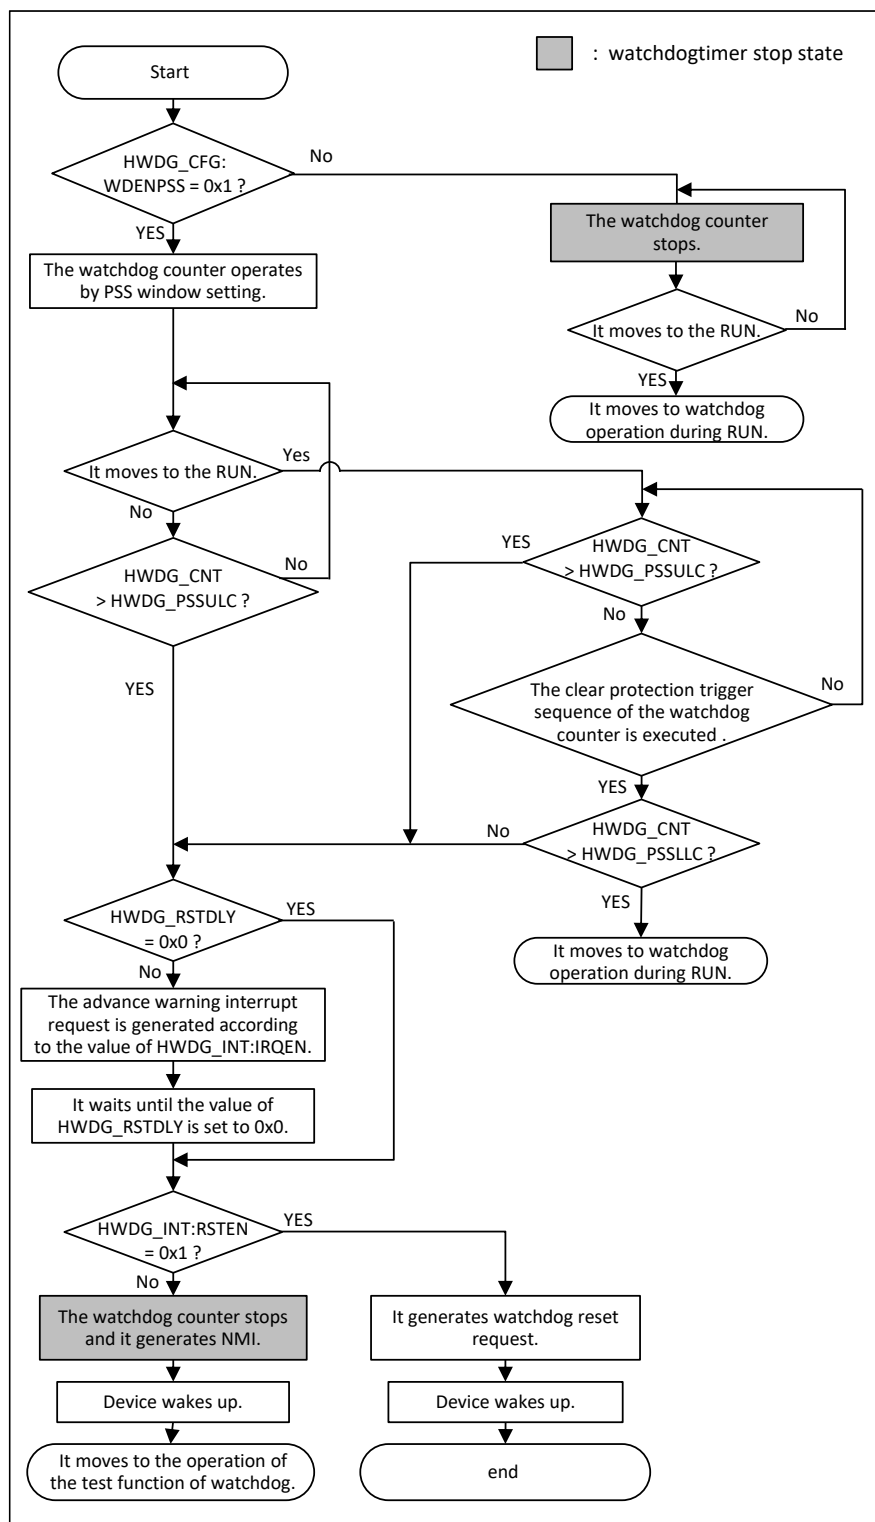 Start
: watchdogtimer stop state
HWDG_CFG:
WDENPSS = 0x1 ?
No
YES
The watchdog counter
stops.
The watchdog counter operates
by PSS window setting.
It moves to the RUN.
No
YES
It moves to watchdog
operation during RUN.
It moves to the RUN.
Yes
No
HWDG_CNT
> HWDG_PSSULC ?
No
YES
HWDG_CNT
> HWDG_PSSULC ?
YES
No
The clear protection trigger
sequence of the watchdog
counter is executed .
No
YES
HWDG_CNT
> HWDG_PSSLLC ?
No
YES
It moves to watchdog
operation during RUN.
HWDG_RSTDLY
= 0x0 ?
YES
No
The advance warning interrupt
request is generated according
to the value of HWDG_INT:IRQEN.
It waits until the value of
HWDG_RSTDLY is set to 0x0.
HWDG_INT:RSTEN
= 0x1 ?
YES
No
The watchdog counter stops
and it generates NMI.
It generates watchdog reset
request.
Device wakes up.
Device wakes up.
It moves to the operation of
the test function of watchdog.
end